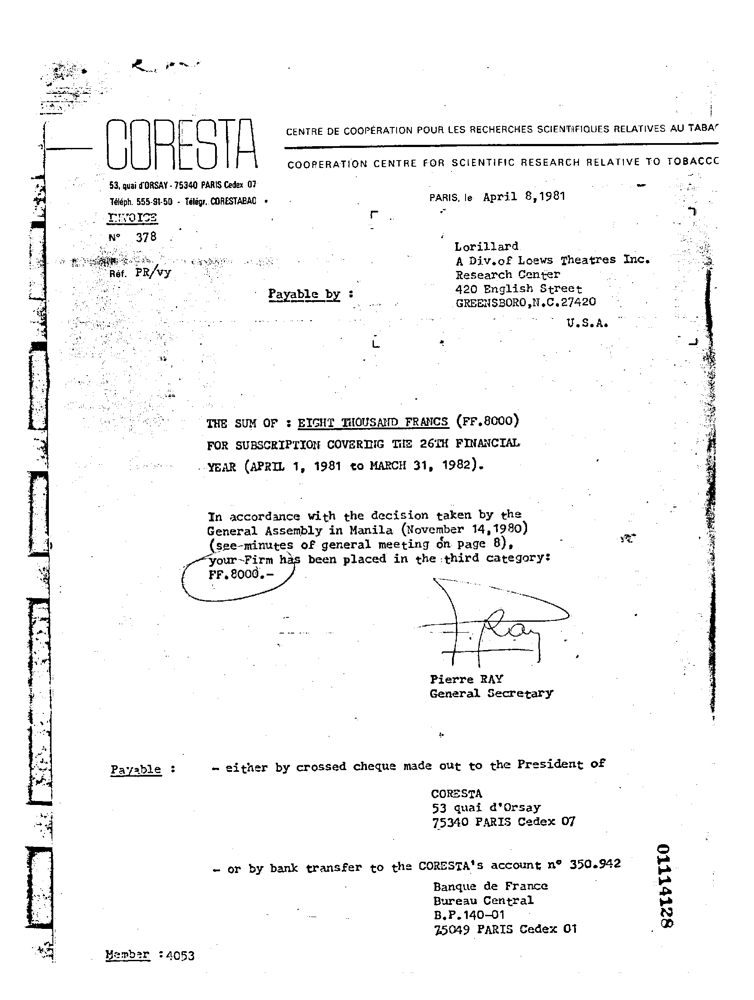 CORESTA
CENTRE DE COOPÉRATION POUR LES RECHERCHES SCIENTIFIQUES RELATIVES AU TABA
COOPERATION CENTRE FOR SCIENTIFIC RESEARCH RELATIVE TO TOBACCO
53, quai d'ORSAY - 75340 PARIS Cedex 07
Téléph. 555-91-50 - Télégr. CORESTABAC
PARIS, le April 8,1981
INVOICE
N° 378
Réf. PR/vy
Payable by :
Lorillard
A Div.of Loews Theatres Inc.
Research Center
420 English Street
GREENSBORO,N.C.27420
U.S.A.
THE SUM OF : EIGHT THOUSAND FRANCS (FF.8000)
FOR SUBSCRIPTION COVERING THE 26TH FINANCIAL
YEAR (APRIL 1, 1981 to MARCH 31, 1982).
In accordance with the decision taken by the
General Assembly in Manila (November 14,1980)
(see minutes of general meeting on page 8),
your Firm has been placed in the third category:
FF.8000.-
Ray
Pierre RAY
General Secretary
Payable : - either by crossed cheque made out to the President of
CORESTA
53 quai d'Orsay
75340 PARIS Cedex 07
- or by bank transfer to the CORESTA's account n° 350.942
Banque de France
Bureau Central
B.P.140-01
75049 PARIS Cedex 01
Member :4053
01114128